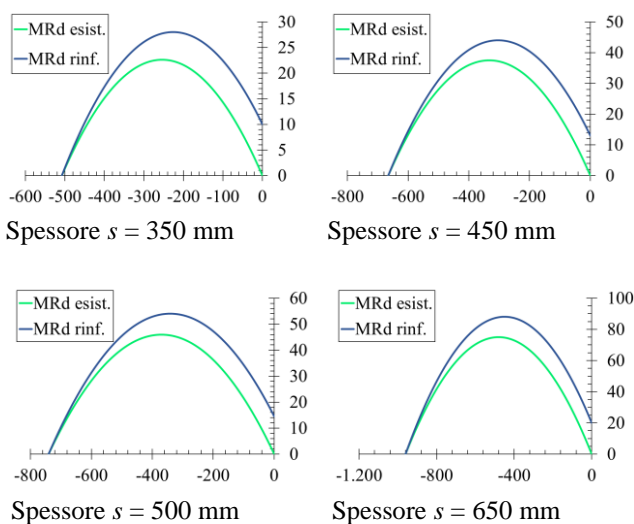 MRd esist.
MRd rinf.
30
25
20
15
10
5
0
-600 -500 -400 -300 -200 -100 0
Spessore s = 350 mm
MRd esist.
MRd rinf.
50
40
30
20
10
0
-800 -600 -400 -200 0
Spessore s = 450 mm
MRd esist.
MRd rinf.
60
50
40
30
20
10
0
-800 -600 -400 -200 0
Spessore s = 500 mm
MRd esist.
MRd rinf.
100
80
60
40
20
0
-1.200 -800 -400 0
Spessore s = 650 mm